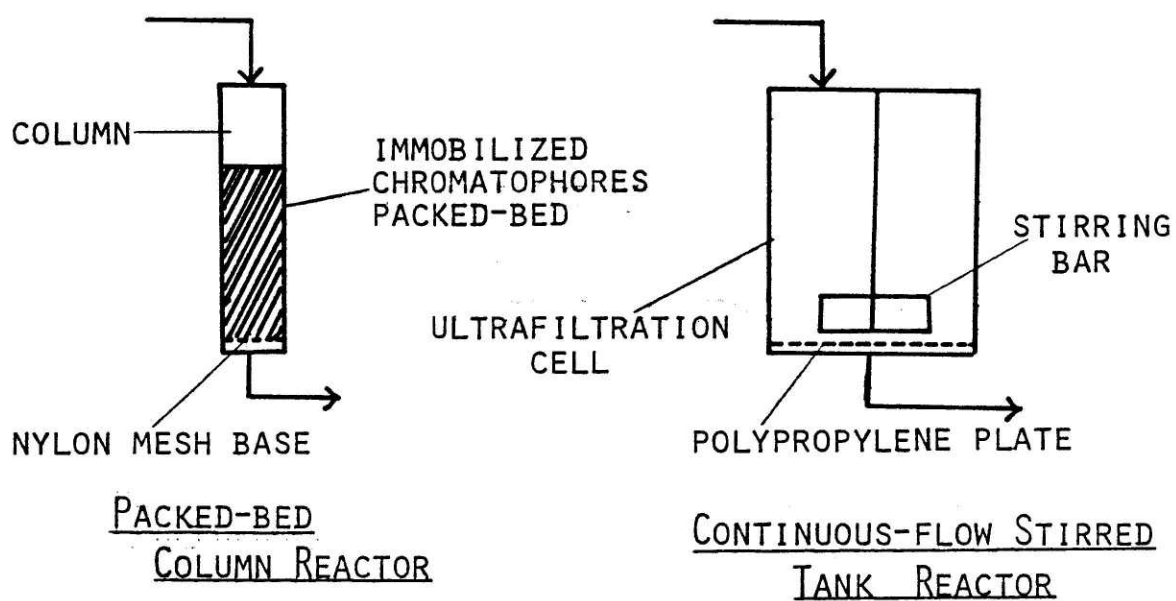 COLUMN
IMMOBILIZED
CHROMATOPHORES
PACKED-BED
NYLON MESH BASE
PACKED-BED
COLUMN REACTOR
STIRRING
BAR
ULTRAFILTRATION
CELL
POLYPROPYLENE PLATE
CONTINUOUS-FLOW STIRRED
TANK REACTOR